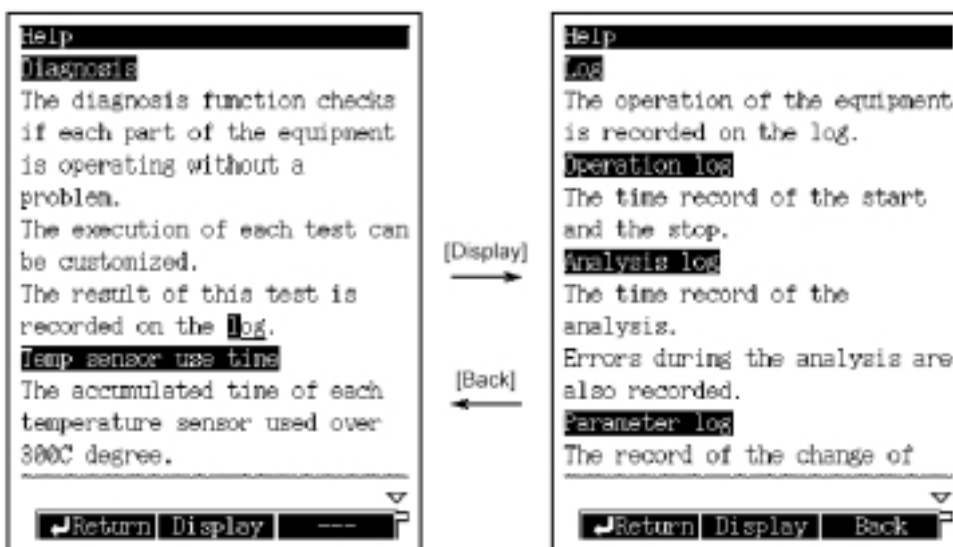 Help
Diagnosis
The diagnosis function checks
if each part of the equipment
is operating without a
problem.
The execution of each test can
be customized.
The result of this test is
recorded on the log.
Temp sensor use time
The accumulated time of each
temperature sensor used over
300C degree.
Return Display ---
[Display]
[Back]
Help
Log
The operation of the equipment
is recorded on the log.
Operation log
The time record of the start
and the stop.
Analysis log
The time record of the
analysis.
Errors during the analysis are
also recorded.
Parameter log
The record of the change of
Return Display Back